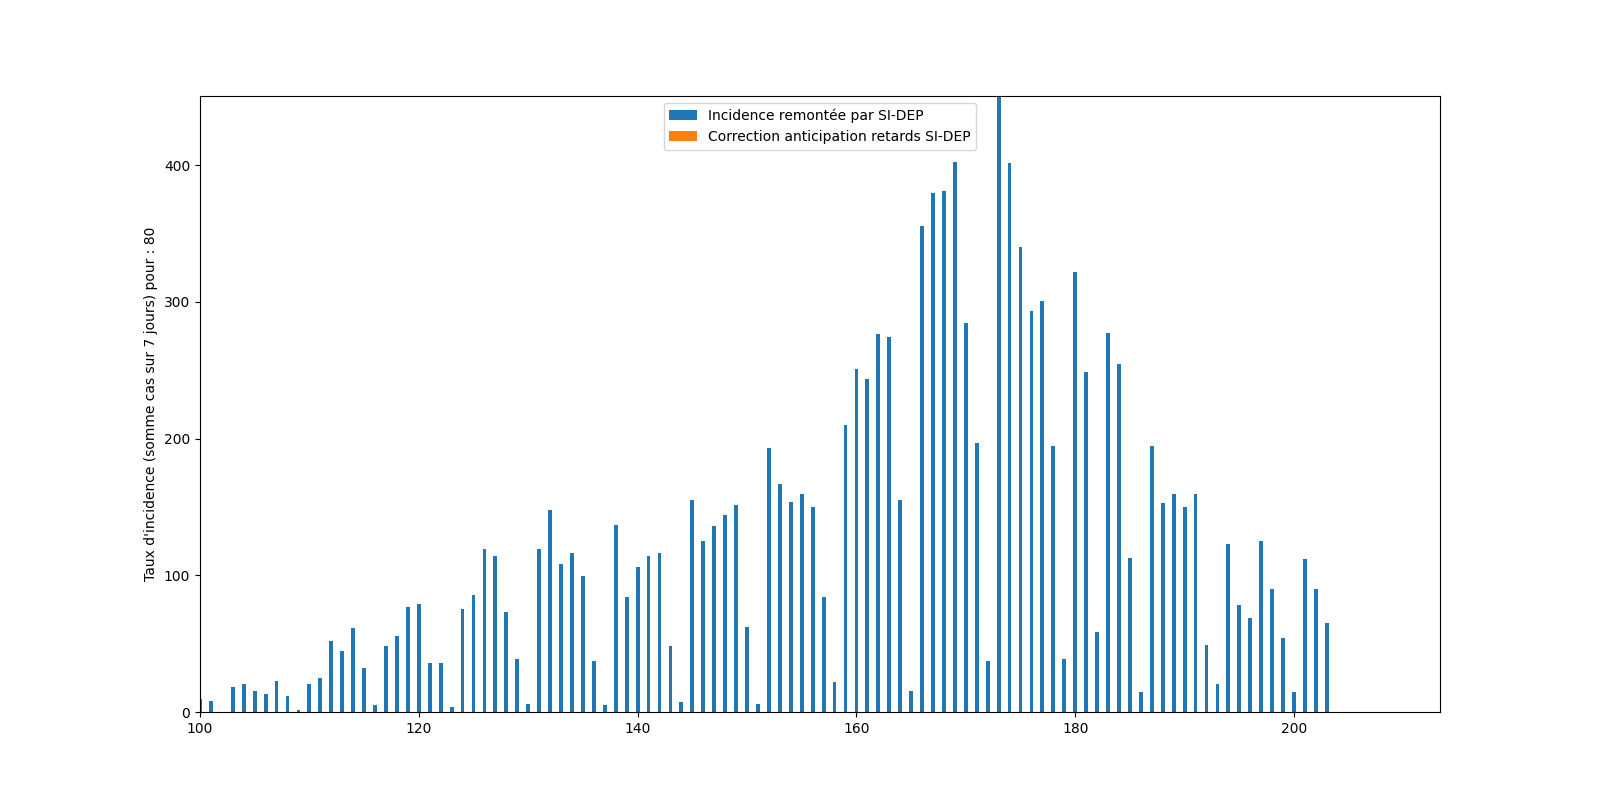 Incidence remontée par SI-DEP
Correction anticipation retards SI-DEP
Taux d'incidence (somme cas sur 7 jours) pour : 80
400
300
200
100
0
100 120 140 160 180 200